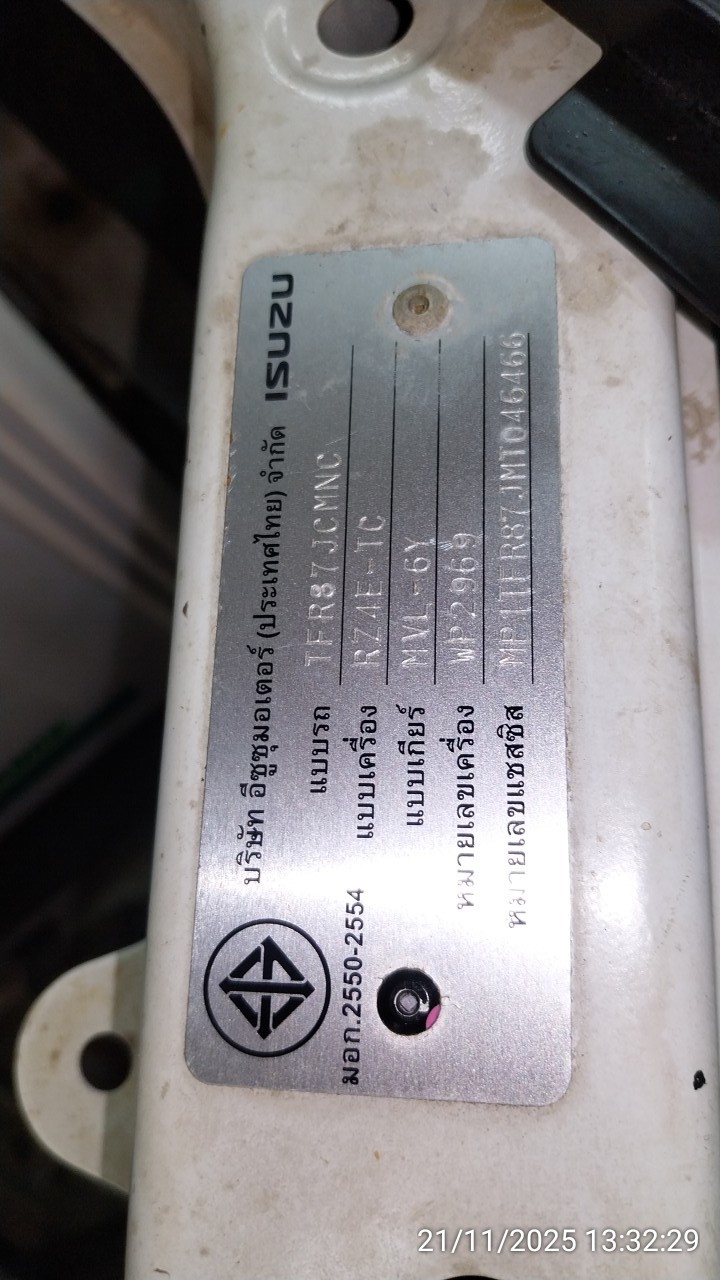 บริษัท อีซูซุมอเตอร์ (ประเทศไทย) จำกัด ISUZU
แบบรถ TFR87JCMNC
แบบเครื่อง RZ4E-TC
แบบเกียร์ MVL-6Y
หมายเลขเครื่อง WP2969
หมายเลขแชสซิส MP1TFR87JMT046466
มอก.2550-2554
21/11/2025 13:32:29